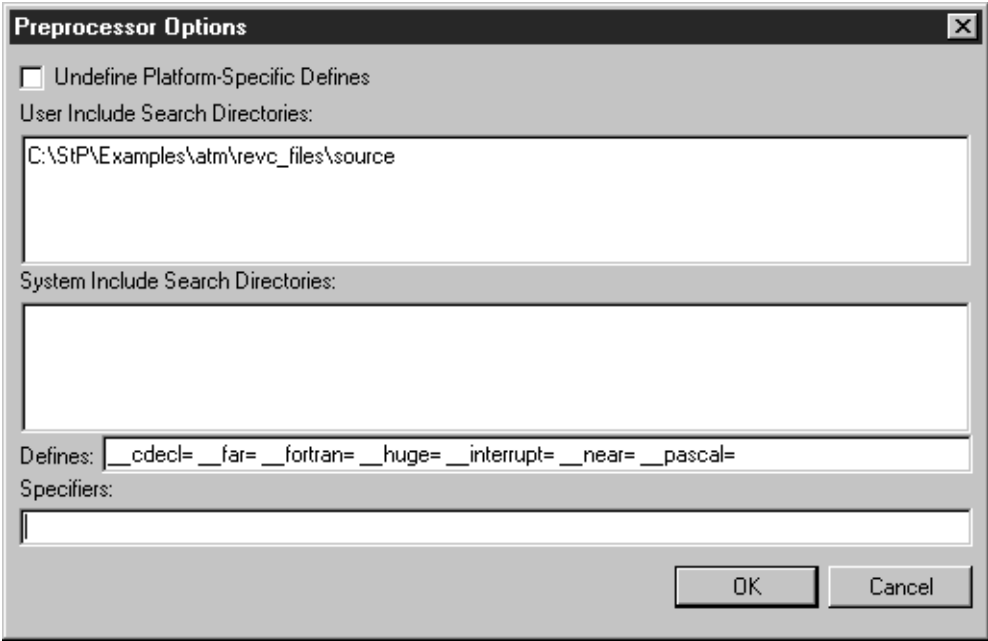 Preprocessor Options
Undefine Platform-Specific Defines
User Include Search Directories:
C:\StP\Examples\atm\revc_files\source
System Include Search Directories:
Defines: __cdecl= __far= __fortran= __huge= __interrupt= __near= __pascal=
Specifiers:
OK Cancel